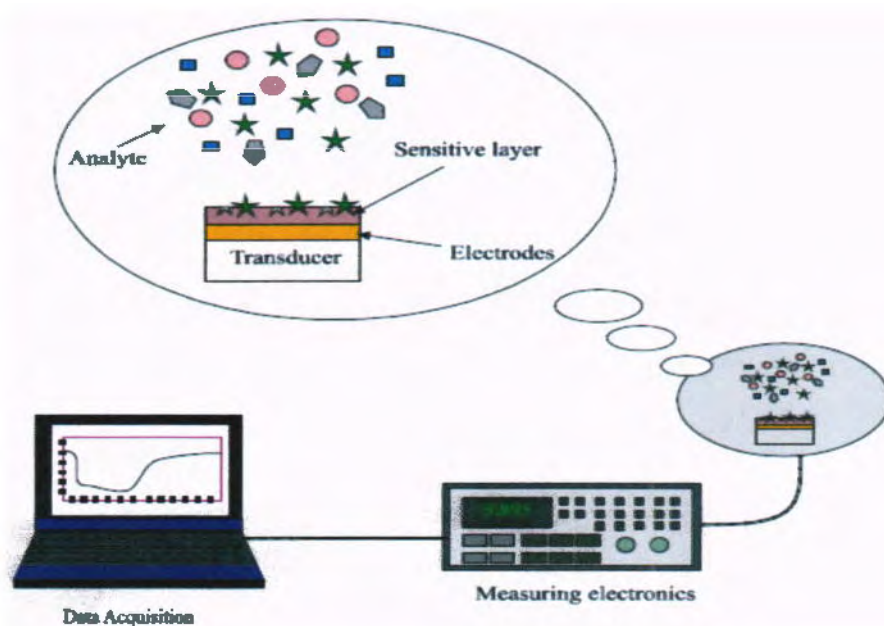 Analyte
Sensitive layer
Electrodes
Transducer
Measuring electronics
Data Acquisition